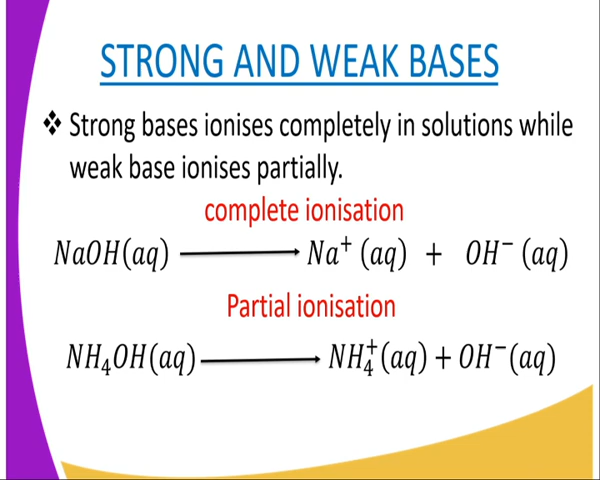 STRONG AND WEAK BASES
❖ Strong bases ionises completely in solutions while
weak base ionises partially.
complete ionisation
NaOH(aq) ⟶ Na⁺ (aq) + OH⁻ (aq)
Partial ionisation
NH₄OH(aq) ⟶ NH₄⁺(aq) + OH⁻(aq)